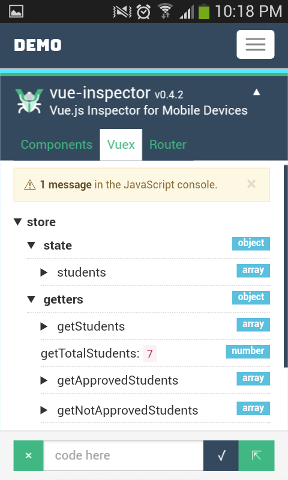 10:18 PM
DEMO
vue-inspector v0.4.2
Vue.js Inspector for Mobile Devices
Components Vuex Router
1 message in the JavaScript console. ×
store
state object
students array
getters object
getStudents array
getTotalStudents: 7 number
getApprovedStudents array
getNotApprovedStudents array
× code here √